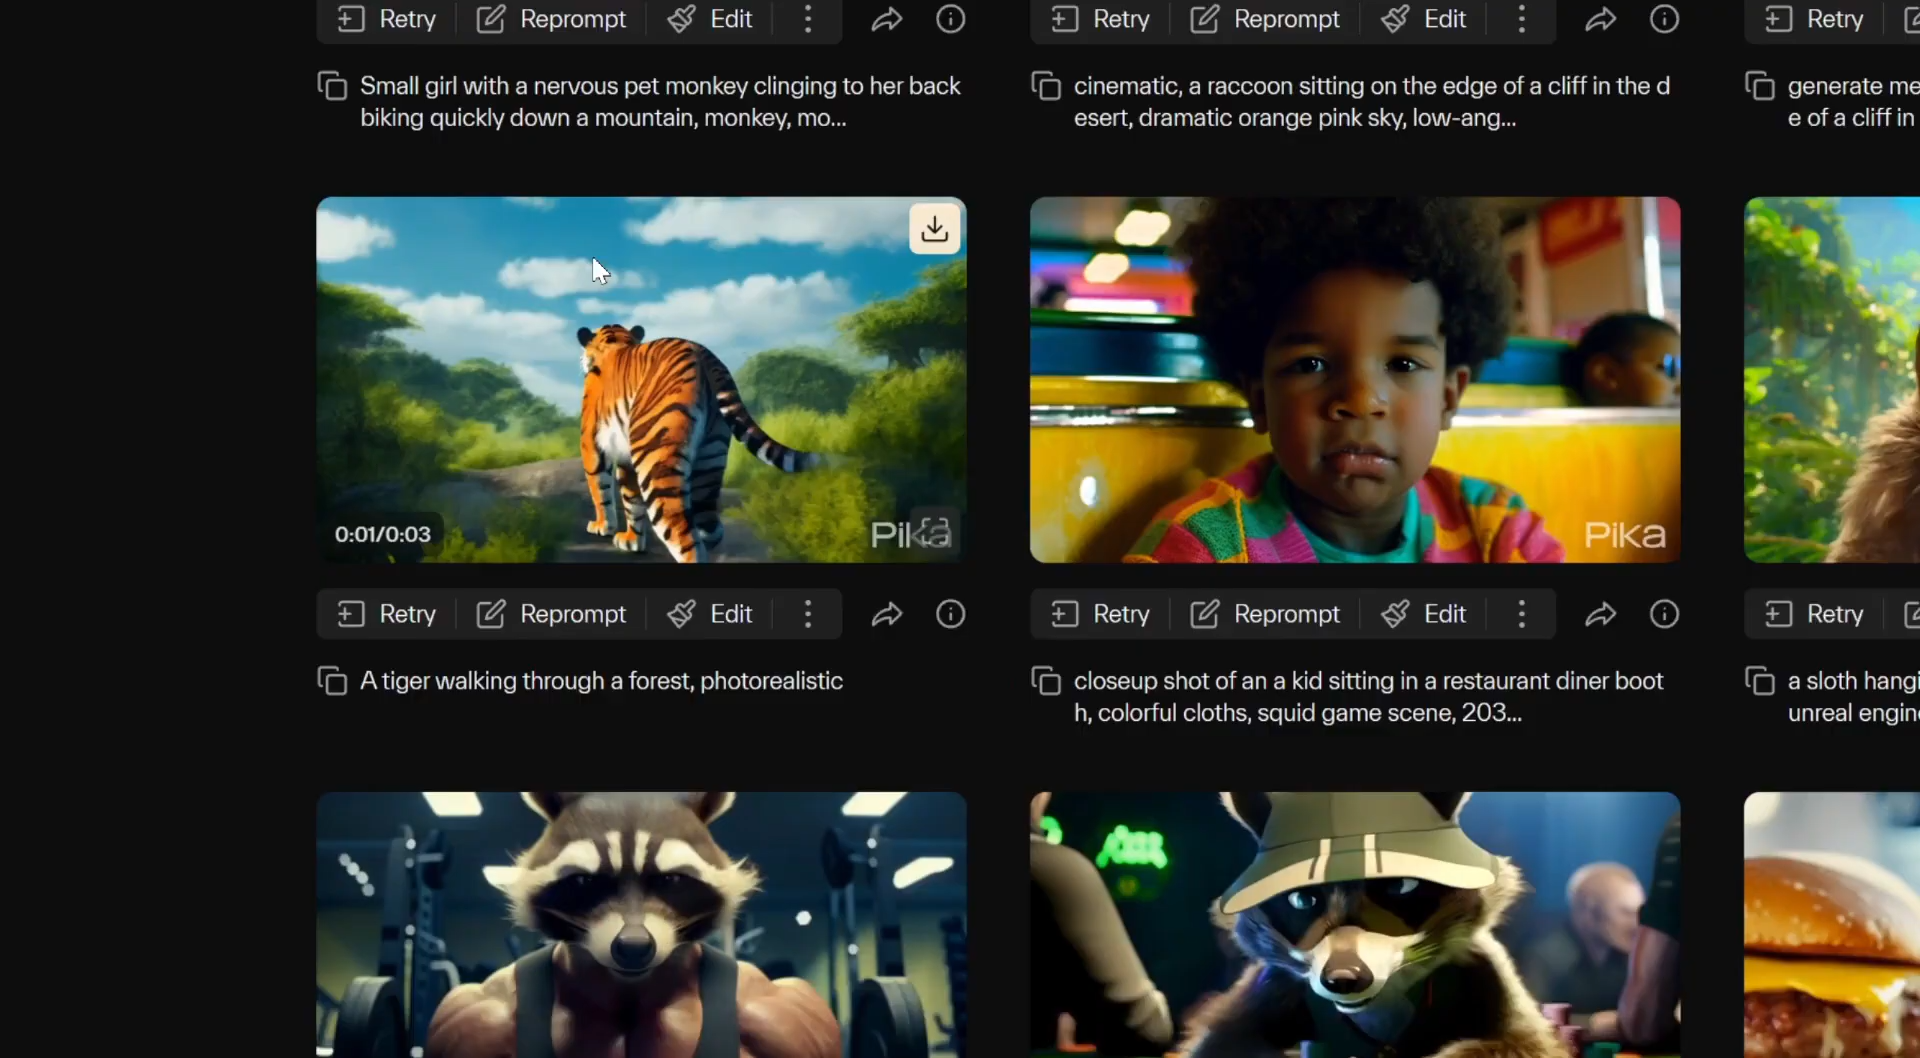 Retry Reprompt Edit
Retry Reprompt Edit
Retry
Small girl with a nervous pet monkey clinging to her back
biking quickly down a mountain, monkey, mo...
cinematic, a raccoon sitting on the edge of a cliff in the d
esert, dramatic orange pink sky, low-ang...
generate me
e of a cliff in
0:01/0:03
Pika
Pika
Retry Reprompt Edit
Retry Reprompt Edit
Retry
A tiger walking through a forest, photorealistic
closeup shot of an a kid sitting in a restaurant diner boot
h, colorful cloths, squid game scene, 203...
a sloth hangi
unreal engin